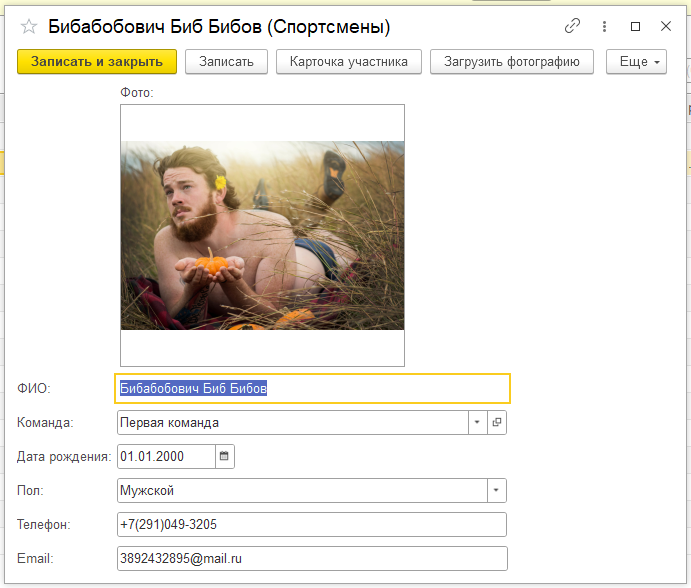 Бибабобович Биб Бибов (Спортсмены)
Записать и закрыть Записать Карточка участника Загрузить фотографию Еще
Фото:
ФИО: Бибабобович Биб Бибов
Команда: Первая команда
Дата рождения: 01.01.2000
Пол: Мужской
Телефон: +7(291)049-3205
Email: 3892432895@mail.ru